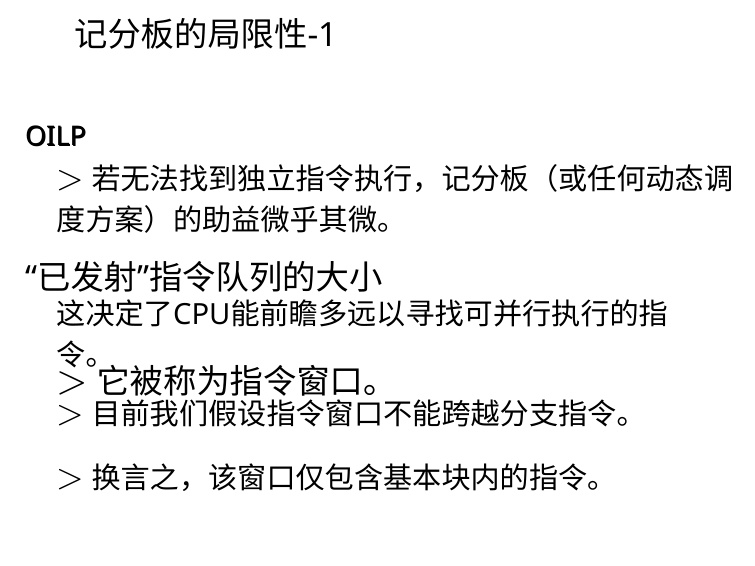 记分板的局限性-1
OILP
＞ 若无法找到独立指令执行，记分板（或任何动态调
度方案）的助益微乎其微。
“已发射”指令队列的大小
这决定了CPU能前瞻多远以寻找可并行执行的指
令。
＞ 它被称为指令窗口。
＞ 目前我们假设指令窗口不能跨越分支指令。
＞ 换言之，该窗口仅包含基本块内的指令。